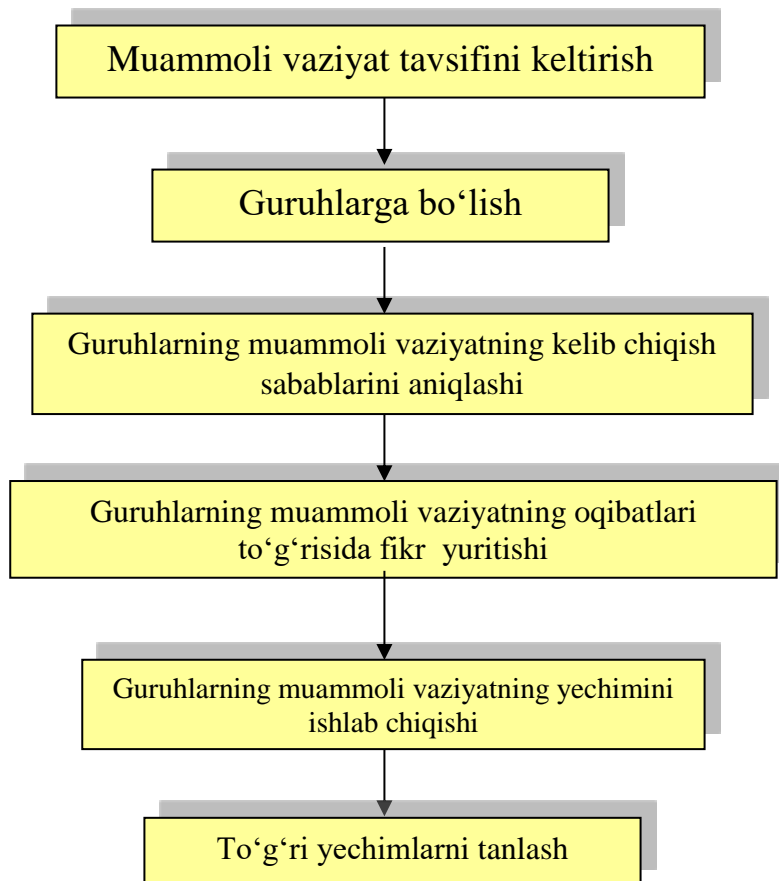 Muammoli vaziyat tavsifini keltirish
Guruhlarga bo‘lish
Guruhlarning muammoli vaziyatning kelib chiqish
sabablarini aniqlashi
Guruhlarning muammoli vaziyatning oqibatlari
to‘g‘risida fikr yuritishi
Guruhlarning muammoli vaziyatning yechimini
ishlab chiqishi
To‘g‘ri yechimlarni tanlash